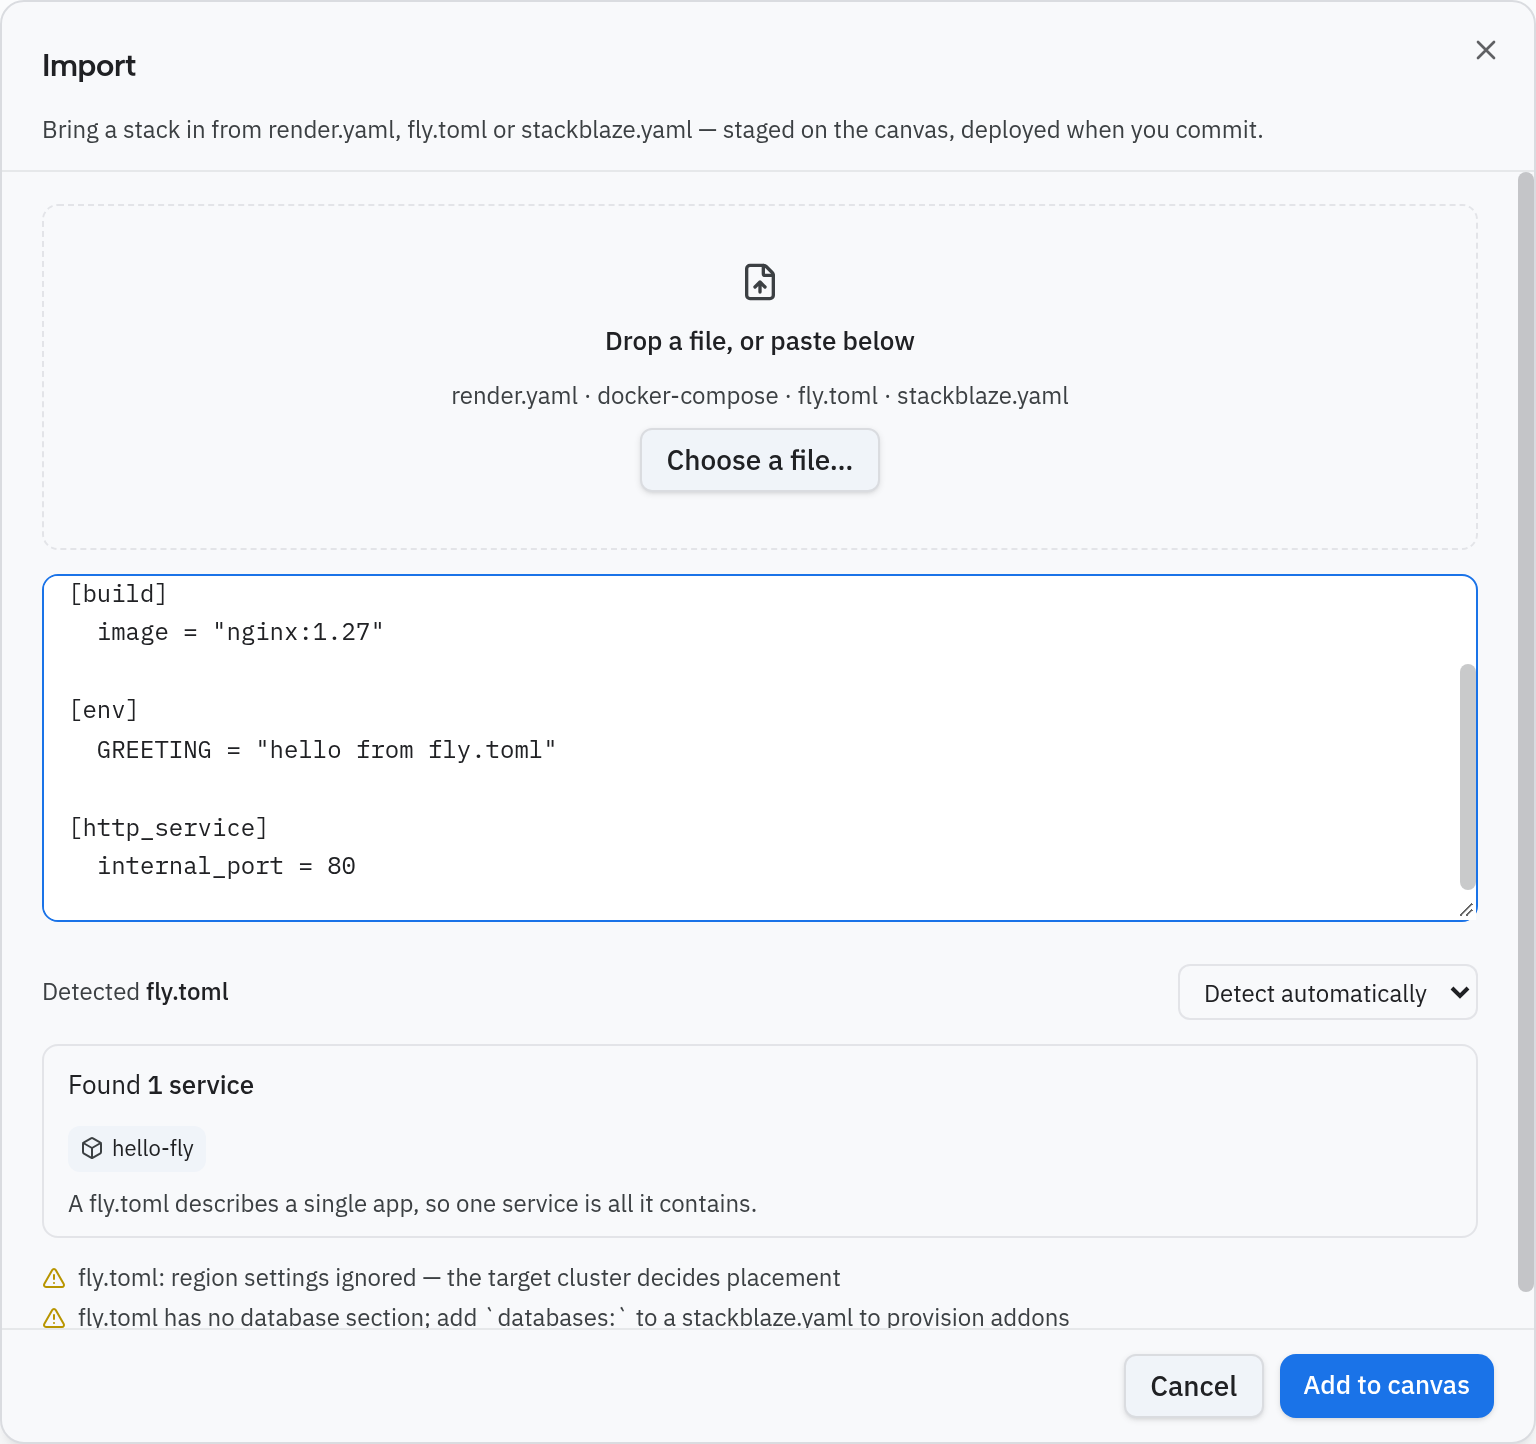 Import
Bring a stack in from render.yaml, fly.toml or stackblaze.yaml — staged on the canvas, deployed when you commit.
Drop a file, or paste below
render.yaml · docker-compose · fly.toml · stackblaze.yaml
Choose a file...
[build]
  image = "nginx:1.27"
[env]
  GREETING = "hello from fly.toml"
[http_service]
  internal_port = 80
Detected fly.toml
Detect automatically
Found 1 service
hello-fly
A fly.toml describes a single app, so one service is all it contains.
fly.toml: region settings ignored — the target cluster decides placement
fly.toml has no database section; add `databases:` to a stackblaze.yaml to provision addons
Cancel
Add to canvas